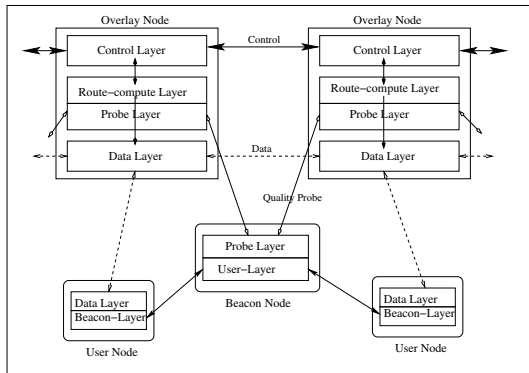 Overlay Node
Overlay Node
Control Layer
Control
Control Layer
Route-compute Layer
Route-compute Layer
Probe Layer
Probe Layer
Data Layer
Data
Data Layer
Quality Probe
Probe Layer
User-Layer
Beacon Node
Data Layer
Beacon-Layer
User Node
Data Layer
Beacon-Layer
User Node